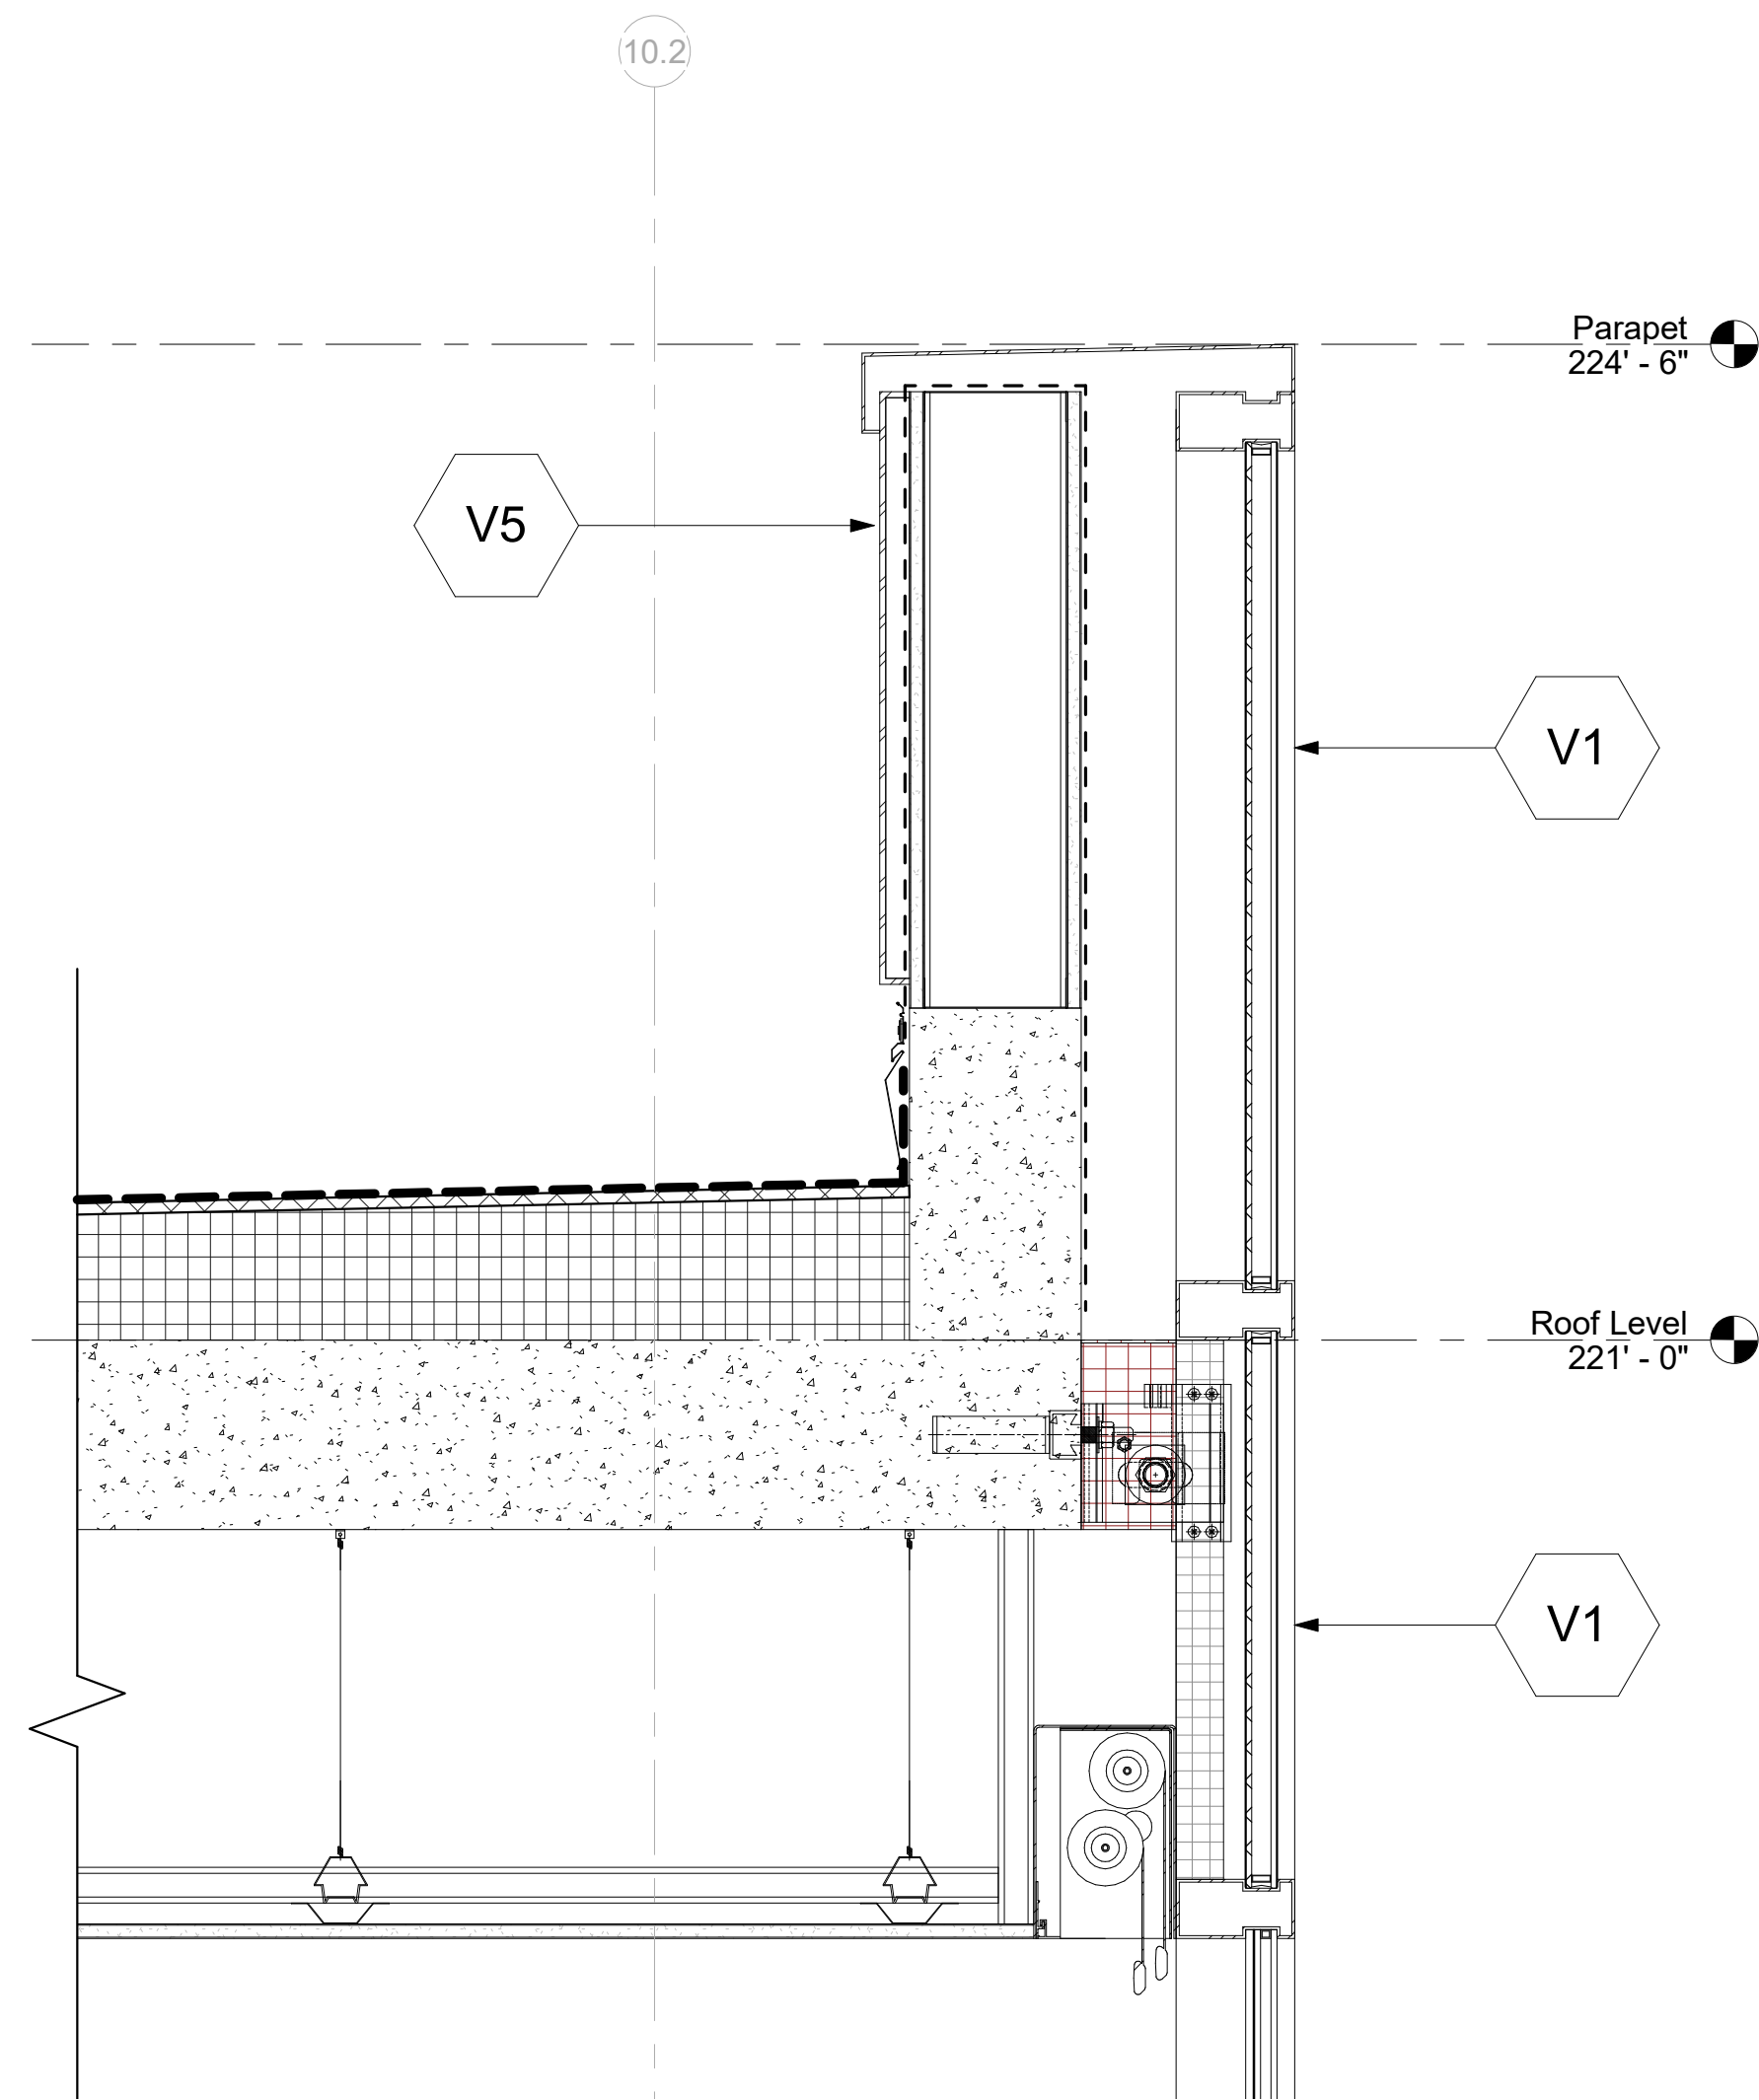 10.2
Parapet
224' - 6"
V5
V1
Roof Level
221' - 0"
V1